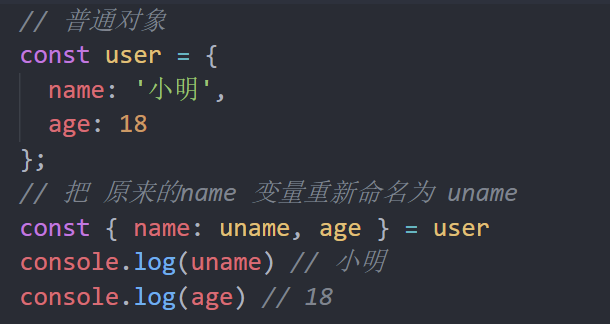 // 普通对象
const user = {
  name: '小明',
  age: 18
};
// 把 原来的name 变量重新命名为 uname
const { name: uname, age } = user
console.log(uname) // 小明
console.log(age) // 18